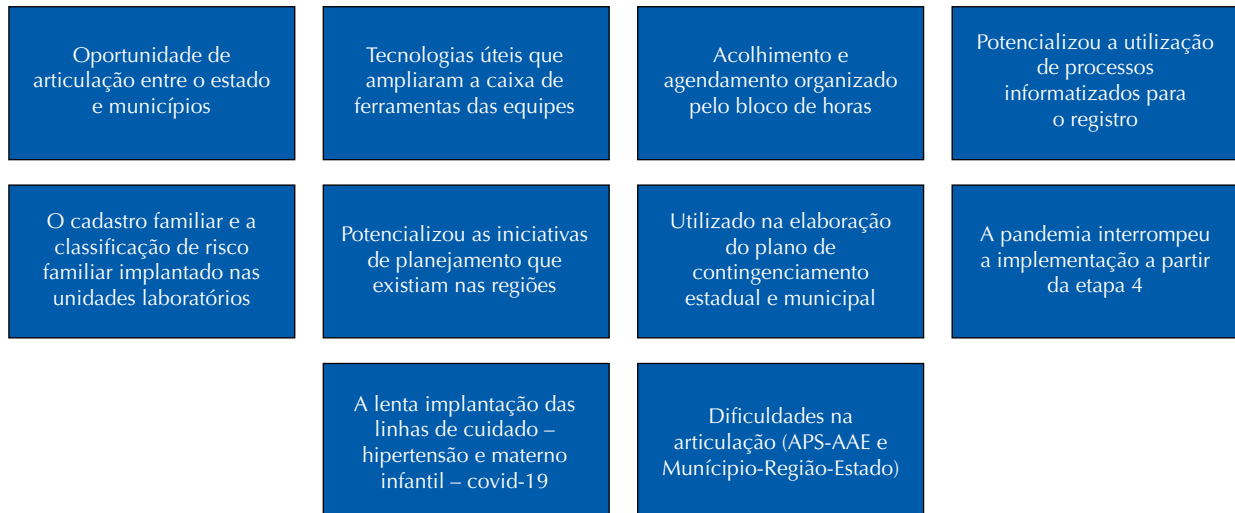 Oportunidade de
articulação entre o estado
e municípios
Tecnologias úteis que
ampliaram a caixa de
ferramentas das equipes
Acolhimento e
agendamento organizado
pelo bloco de horas
Potencializou a utilização
de processos
informatizados para
o registro
O cadastro familiar e a
classificação de risco
familiar implantado nas
unidades laboratórios
Potencializou as iniciativas
de planejamento que
existiam nas regiões
Utilizado na elaboração
do plano de
contingenciamento
estadual e municipal
A pandemia interrompeu
a implementação a partir
da etapa 4
A lenta implantação das
linhas de cuidado –
hipertensão e materno
infantil – covid-19
Dificuldades na
articulação (APS-AAE e
Munícipio-Região-Estado)